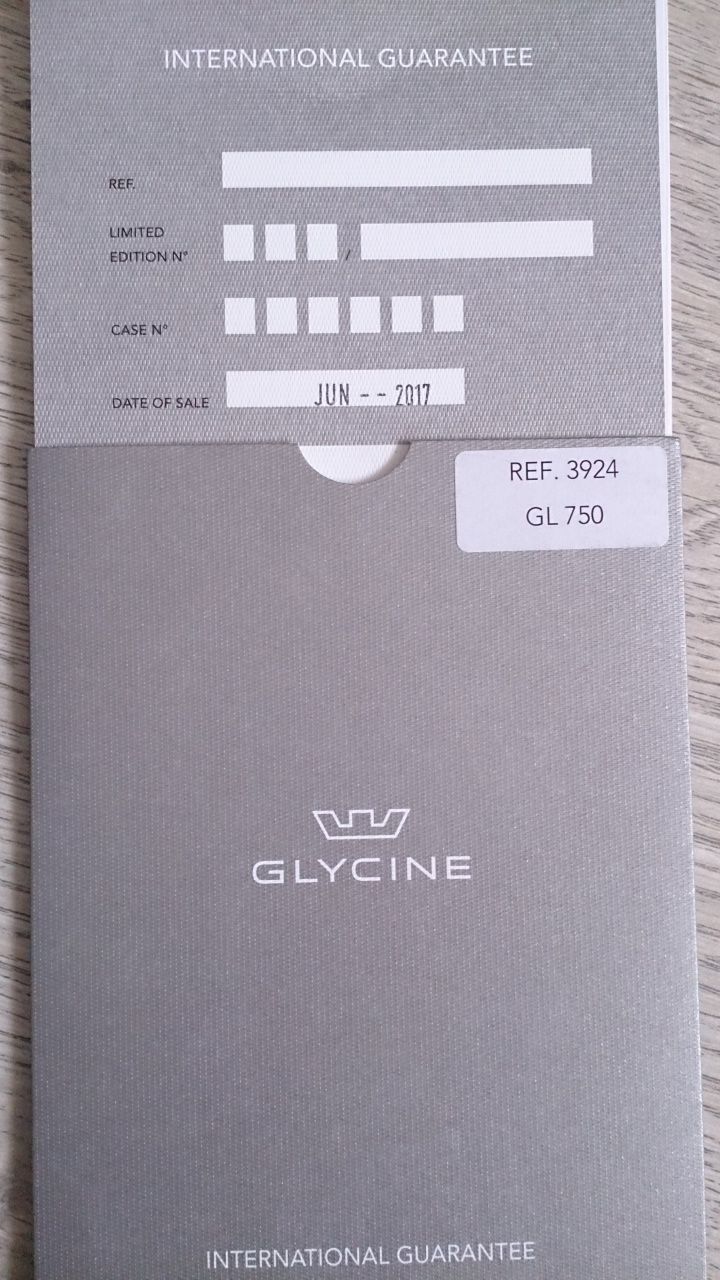 INTERNATIONAL GUARANTEE
REF.
LIMITED
EDITION N° /
CASE N°
DATE OF SALE JUN -- 2017
REF. 3924
GL 750
GLYCINE
INTERNATIONAL GUARANTEE